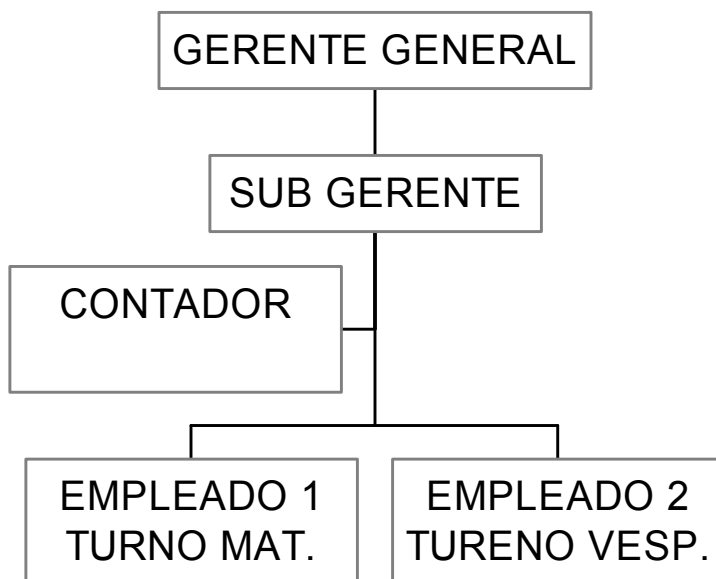 GERENTE GENERAL
SUB GERENTE
CONTADOR
EMPLEADO 1
TURNO MAT.
EMPLEADO 2
TURENO VESP.